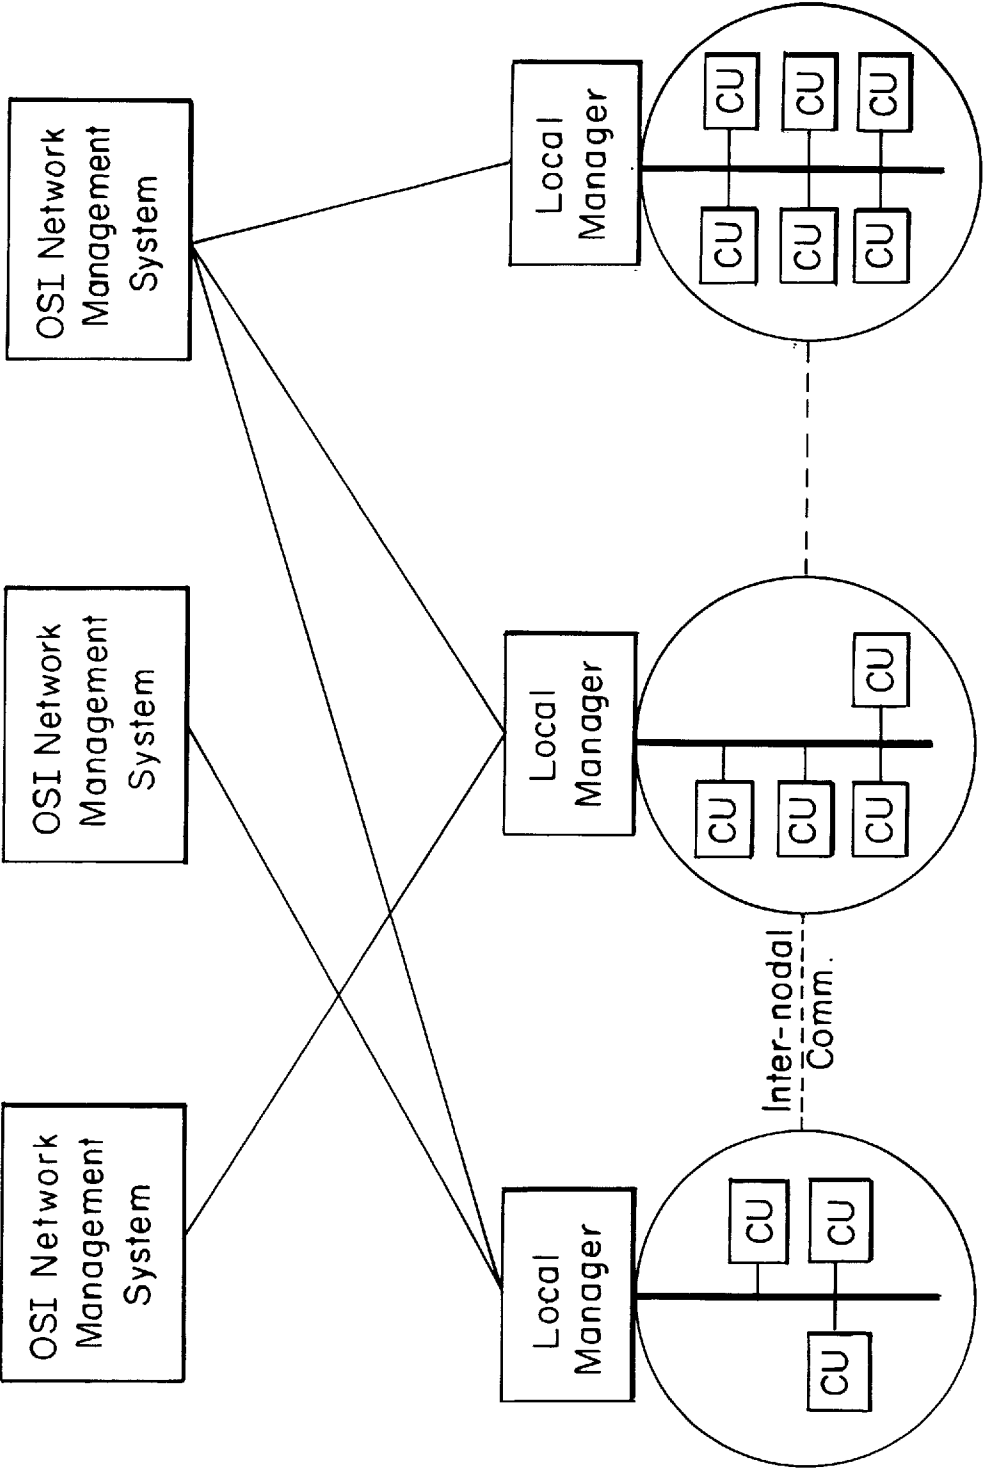 OSI Network
Management
System
OSI Network
Management
System
OSI Network
Management
System
Local
Manager
Local
Manager
Local
Manager
CU
CU
CU
Inter-nodal
Comm.
CU
CU
CU
CU
CU
CU
CU
CU
CU
CU